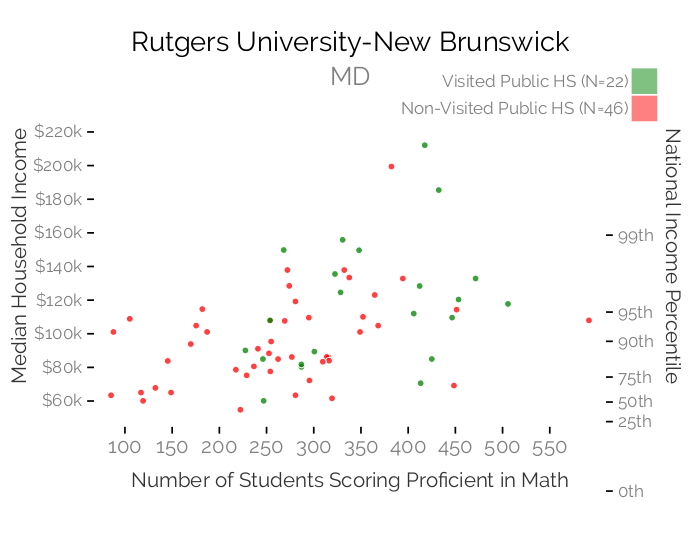 Rutgers University-New Brunswick
MD
Visited Public HS (N=22)
Non-Visited Public HS (N=46)
Median Household Income
$220k
$200k
$180k
$160k
$140k
$120k
$100k
$80k
$60k
National Income Percentile
99th
95th
90th
75th
50th
25th
0th
100 150 200 250 300 350 400 450 500 550
Number of Students Scoring Proficient in Math